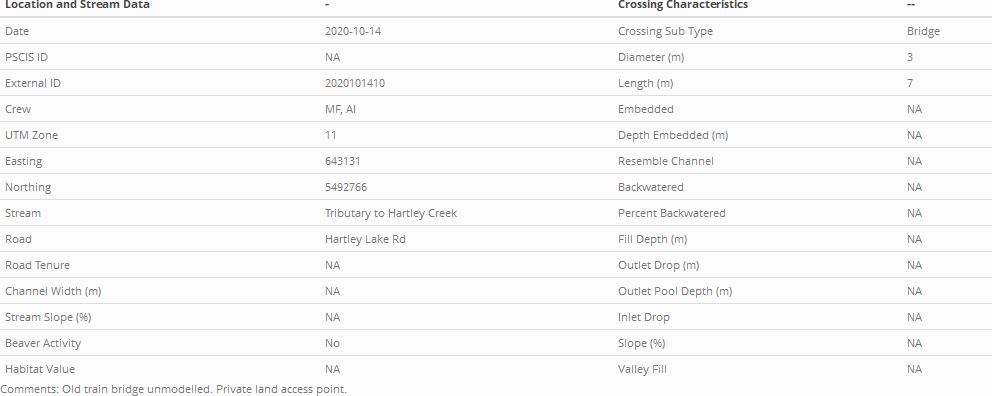 Location and Stream Data - Crossing Characteristics --
Date 2020-10-14 Crossing Sub Type Bridge
PSCIS ID NA Diameter (m) 3
External ID 2020101410 Length (m) 7
Crew MF, AI Embedded NA
UTM Zone 11 Depth Embedded (m) NA
Easting 643131 Resemble Channel NA
Northing 5492766 Backwatered NA
Stream Tributary to Hartley Creek Percent Backwatered NA
Road Hartley Lake Rd Fill Depth (m) NA
Road Tenure NA Outlet Drop (m) NA
Channel Width (m) NA Outlet Pool Depth (m) NA
Stream Slope (%) NA Inlet Drop NA
Beaver Activity No Slope (%) NA
Habitat Value NA Valley Fill NA
Comments: Old train bridge unmodelled. Private land access point.